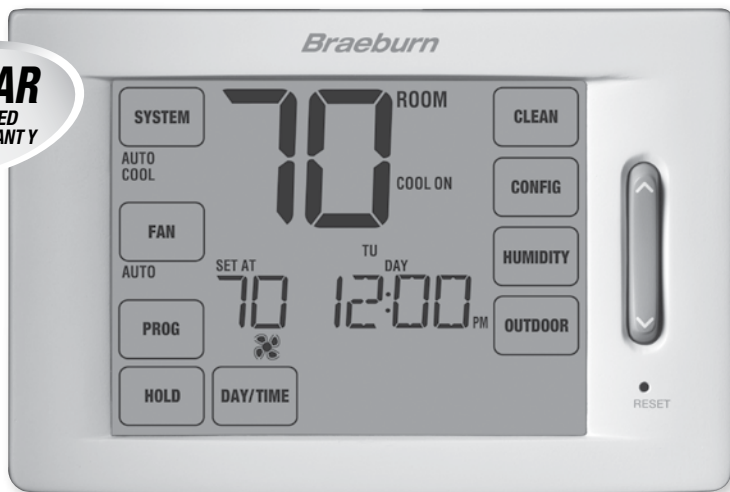 Braeburn
AR
ED
ANTY
SYSTEM
AUTO
COOL
FAN
AUTO
PROG
HOLD
DAY/TIME
70
ROOM
COOL ON
SET AT
70
TU
DAY
12:00
PM
CLEAN
CONFIG
HUMIDITY
OUTDOOR
RESET